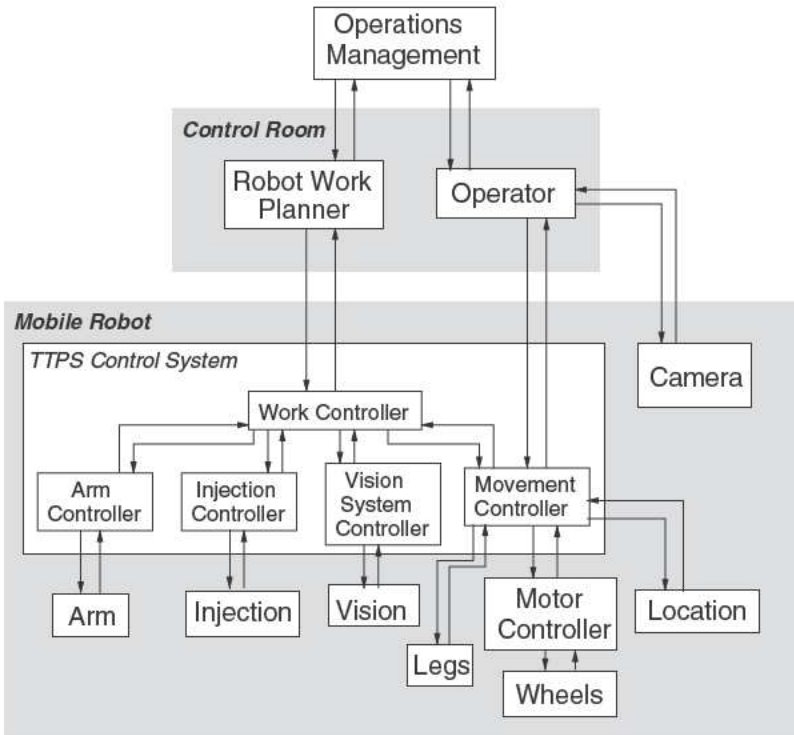 Operations
Management
Control Room
Robot Work
Planner
Operator
Mobile Robot
TTPS Control System
Camera
Work Controller
Arm
Controller
Injection
Controller
Vision
System
Controller
Movement
Controller
Arm
Injection
Vision
Legs
Motor
Controller
Location
Wheels